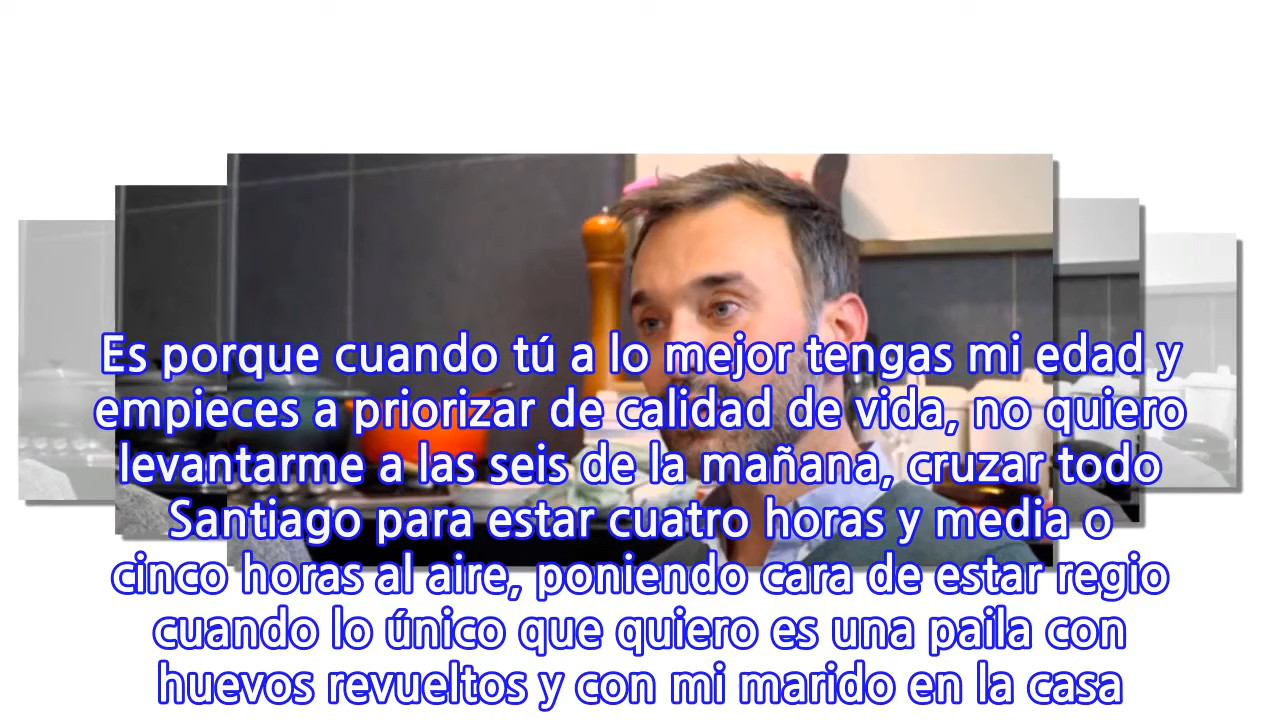 Es porque cuando tú a lo mejor tengas mi edad y
empieces a priorizar de calidad de vida, no quiero
levantarme a las seis de la mañana, cruzar todo
Santiago para estar cuatro horas y media o
cinco horas al aire, poniendo cara de estar regio
cuando lo único que quiero es una paila con
huevos revueltos y con mi marido en la casa